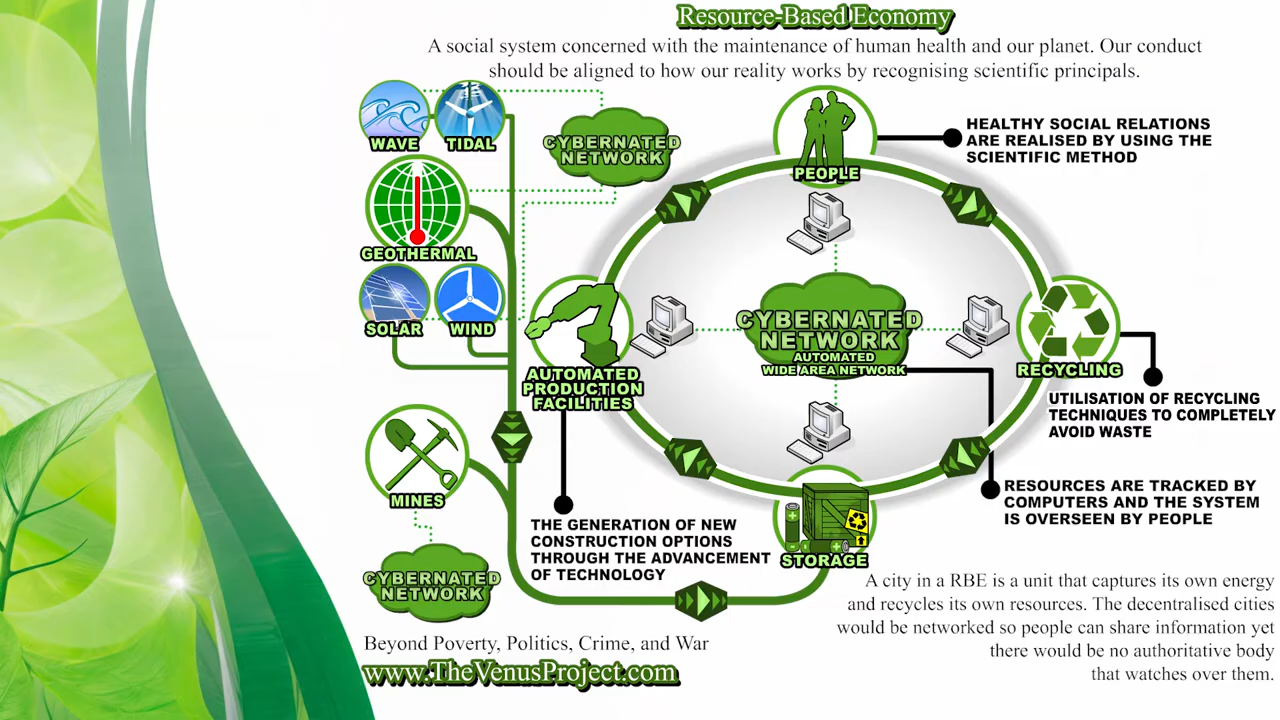 Resource-Based Economy
A social system concerned with the maintenance of human health and our planet. Our conduct
should be aligned to how our reality works by recognising scientific principals.
WAVE
TIDAL
CYBERNATED
NETWORK
PEOPLE
HEALTHY SOCIAL RELATIONS
ARE REALISED BY USING THE
SCIENTIFIC METHOD
GEOTHERMAL
SOLAR
WIND
CYBERNATED
NETWORK
AUTOMATED
WIDE AREA NETWORK
AUTOMATED
PRODUCTION
FACILITIES
RECYCLING
UTILISATION OF RECYCLING
TECHNIQUES TO COMPLETELY
AVOID WASTE
MINES
RESOURCES ARE TRACKED BY
COMPUTERS AND THE SYSTEM
IS OVERSEEN BY PEOPLE
THE GENERATION OF NEW
CONSTRUCTION OPTIONS
THROUGH THE ADVANCEMENT
OF TECHNOLOGY
STORAGE
CYBERNATED
NETWORK
A city in a RBE is a unit that captures its own energy
and recycles its own resources. The decentralised cities
would be networked so people can share information yet
there would be no authoritative body
that watches over them.
Beyond Poverty, Politics, Crime, and War
www.TheVenusProject.com